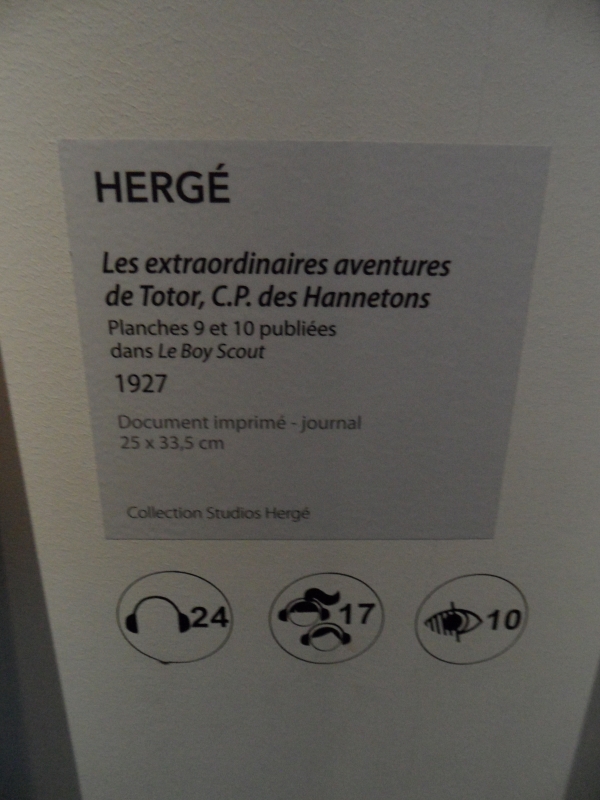 HERGÉ
Les extraordinaires aventures
de Totor, C.P. des Hannetons
Planches 9 et 10 publiées
dans Le Boy Scout
1927
Document imprimé - journal
25 x 33,5 cm
Collection Studios Hergé
24 17 10